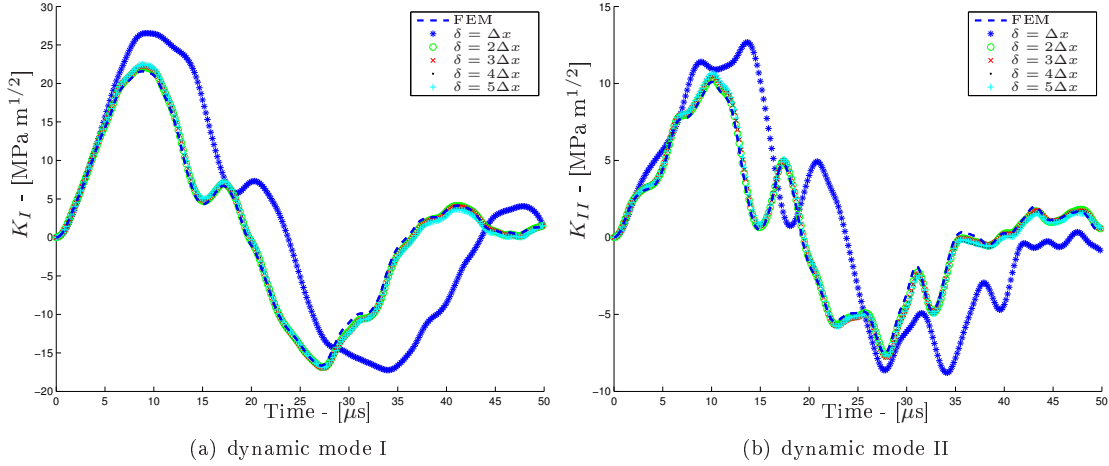 30
25
20
15
10
5
0
−5
−10
−15
−20
K_I - [MPa m^{1/2}]
FEM
δ = Δx
δ = 2Δx
δ = 3Δx
δ = 4Δx
δ = 5Δx
0 5 10 15 20 25 30 35 40 45 50
Time - [μs]
(a) dynamic mode I
15
10
5
0
−5
−10
K_{II} - [MPa m^{1/2}]
FEM
δ = Δx
δ = 2Δx
δ = 3Δx
δ = 4Δx
δ = 5Δx
0 5 10 15 20 25 30 35 40 45 50
Time - [μs]
(b) dynamic mode II